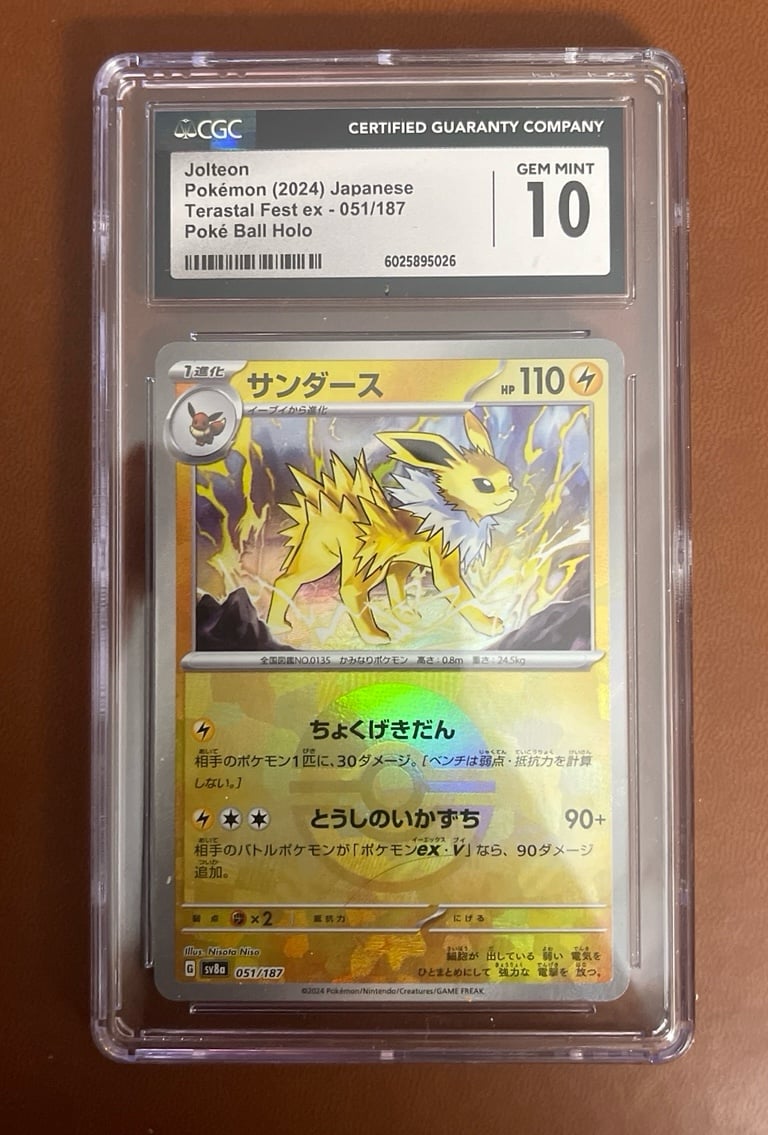 CGC CERTIFIED GUARANTY COMPANY
Jolteon
Pokémon (2024) Japanese
Terastal Fest ex - 051/187
Poké Ball Holo
GEM MINT
10
6025895026
1進化
サンダース
HP 110
イーブイから進化
全国図鑑NO.0135 かみなりポケモン 高さ:0.8m 重さ:24.5kg
ちょくげきだん
相手のポケモン1匹に、30ダメージ。[ベンチは弱点・抵抗力を計算
しない。]
とうしのいかずち 90+
相手のバトルポケモンが「ポケモンex・V」なら、90ダメージ
追加。
弱点 ×2 抵抗力 にげる
Illus. Nisota Niso
G sv8a 051/187
細胞が 出している 弱い 電気を
ひとまとめにして 強力な 電撃を 放つ。
©2024 Pokémon/Nintendo/Creatures/GAME FREAK.